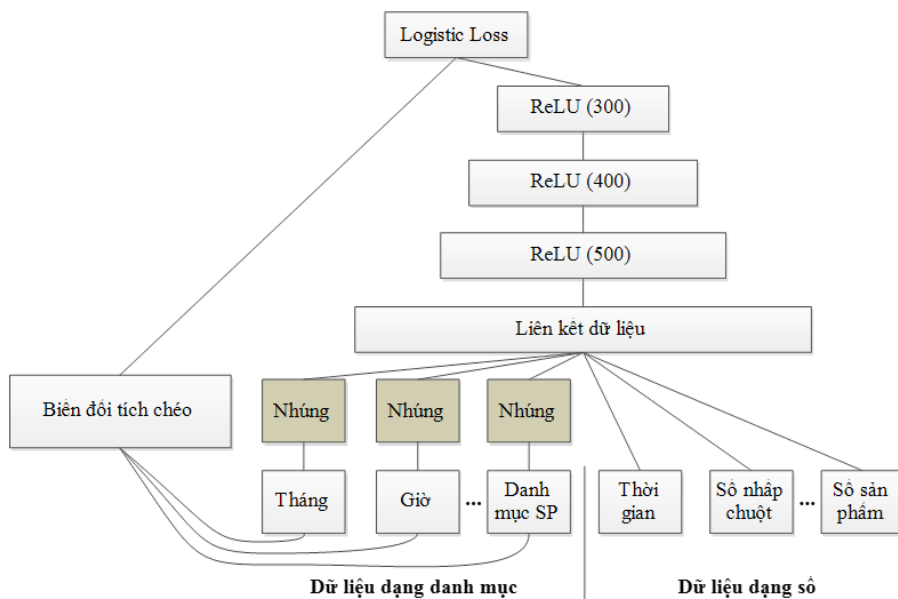 Logistic Loss
ReLU (300)
ReLU (400)
ReLU (500)
Liên kết dữ liệu
Biến đổi tích chéo
Nhúng
Nhúng
Nhúng
Tháng
Giờ
...
Danh
mục SP
Thời
gian
Số nhấp
chuột
...
Số sản
phẩm
Dữ liệu dạng danh mục
Dữ liệu dạng số